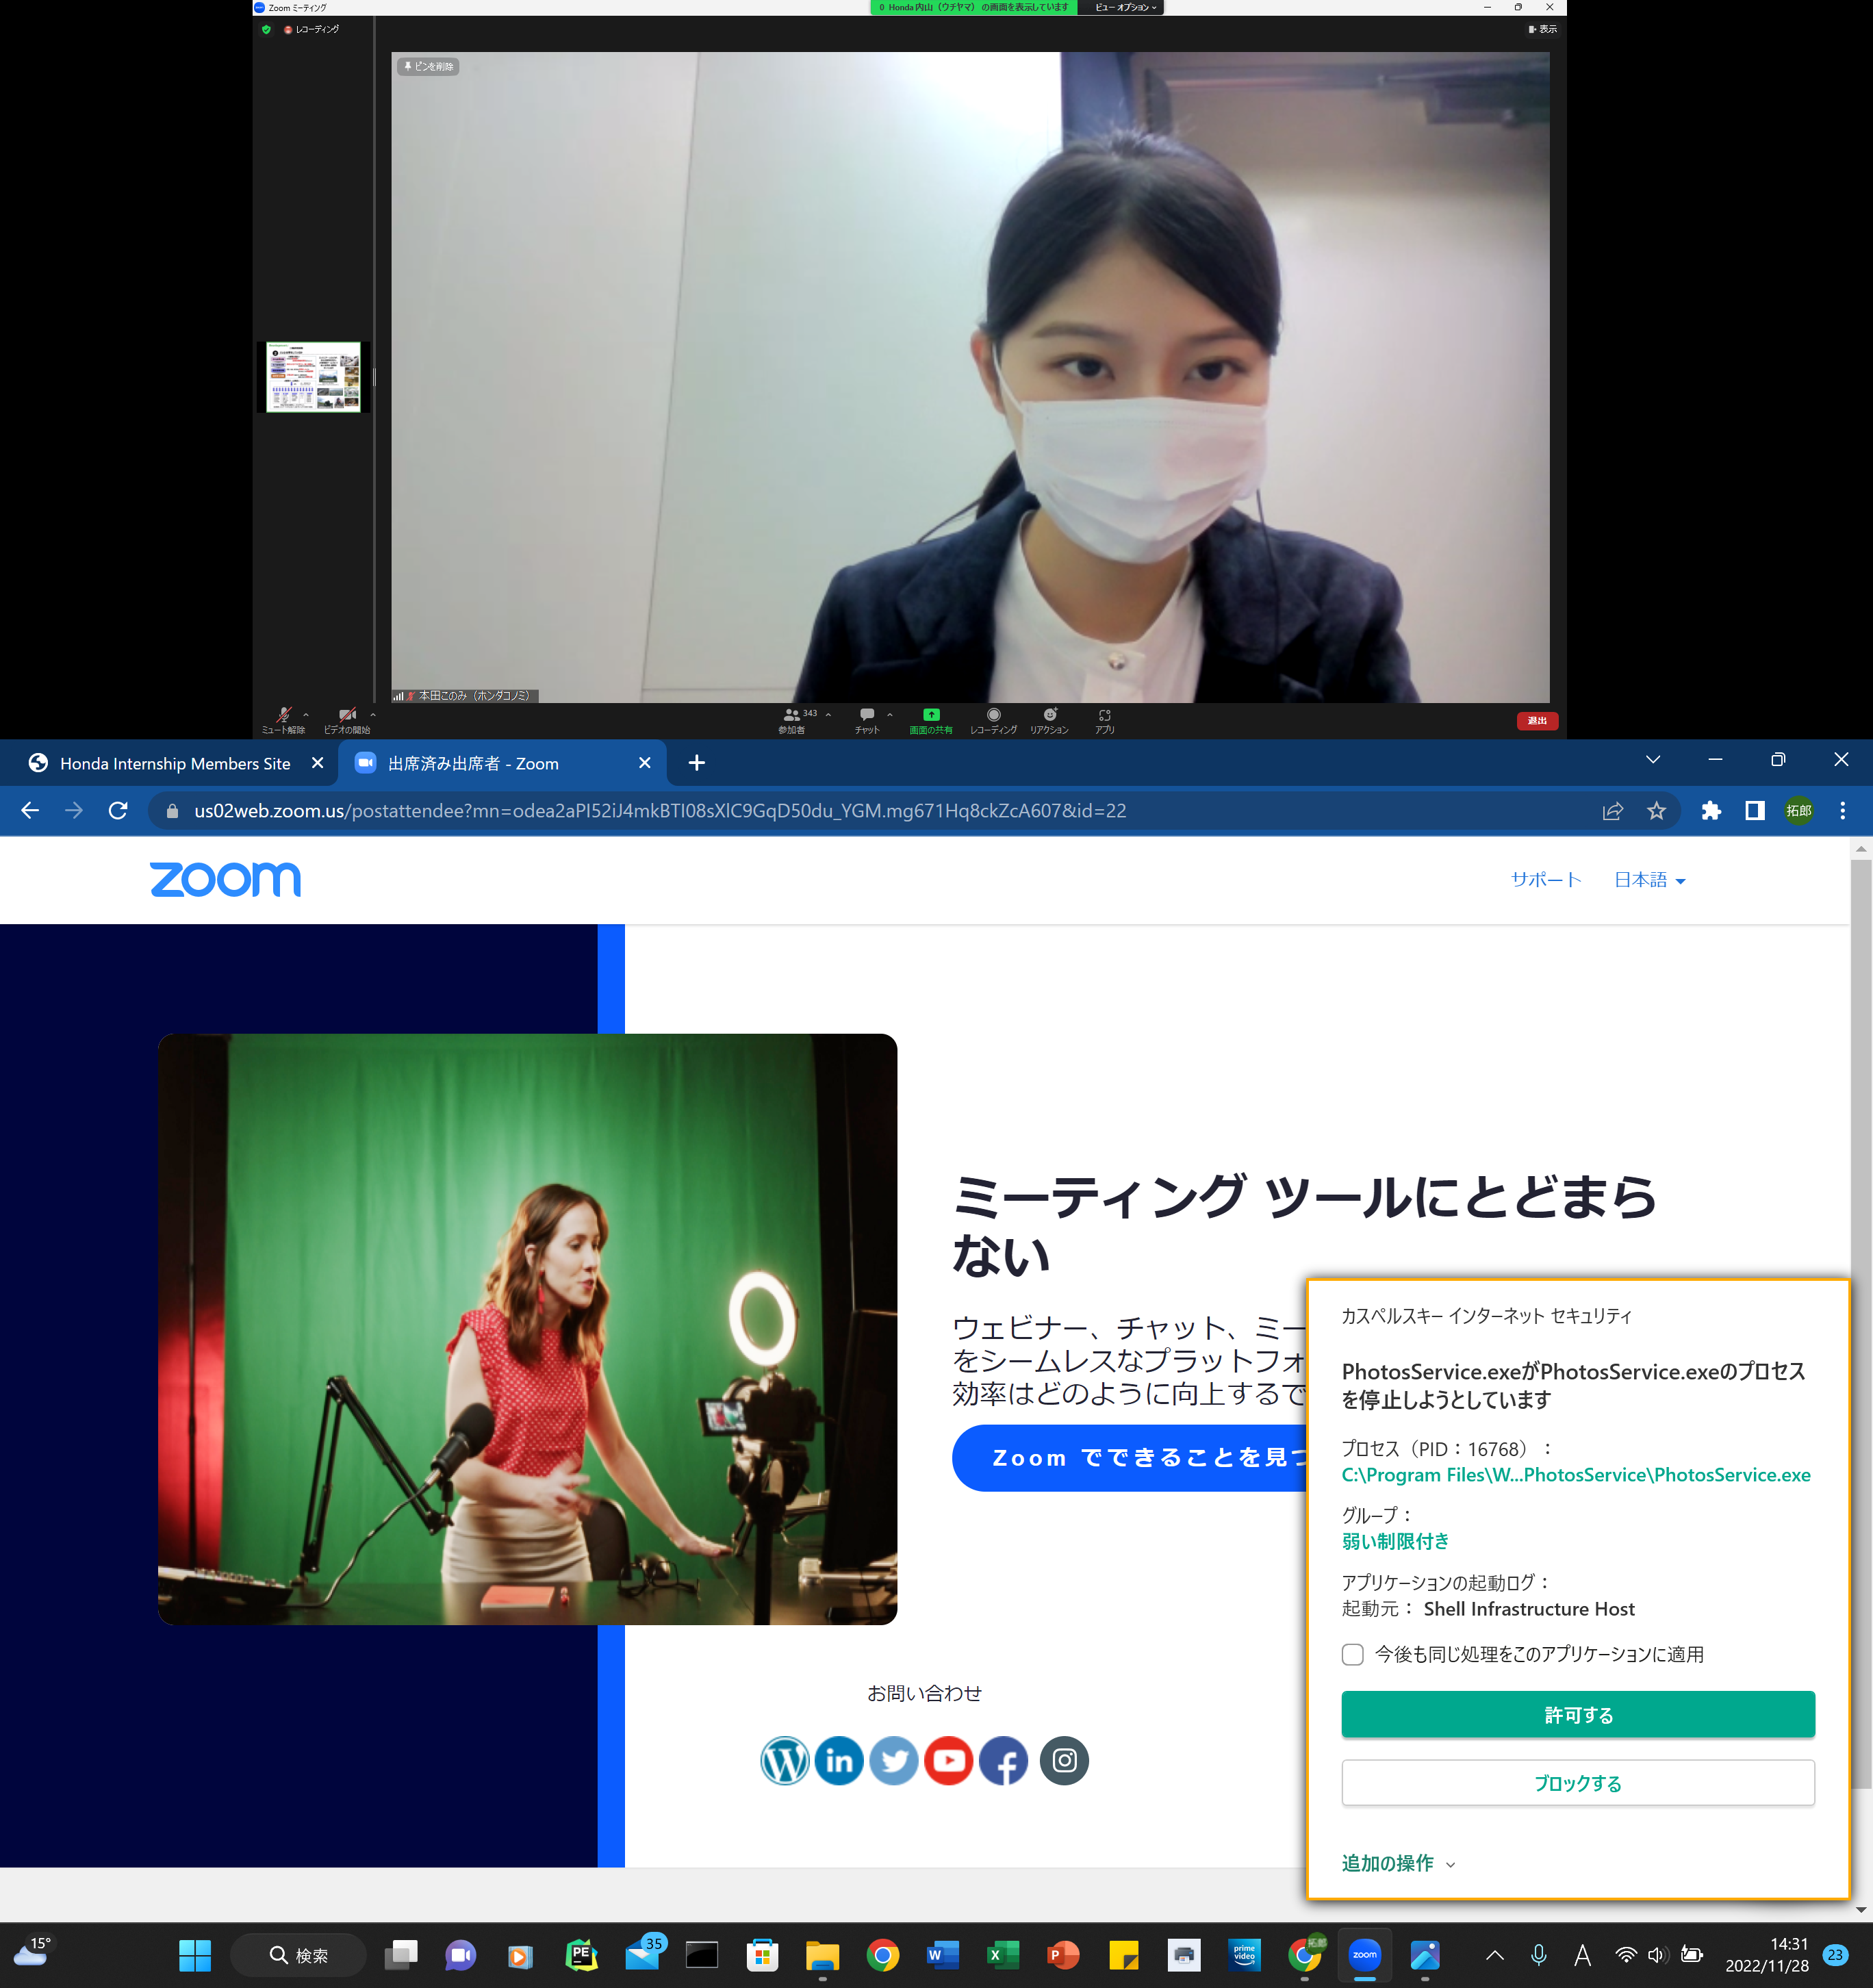 Zoom ミーティング
Honda 内山（ウチヤマ） の画面を表示しています
ビュー オプション
レコーディング
表示
ピンを削除
本田このみ（ホンダコノミ）
ミュート解除
ビデオの開始
343
参加者
チャット
画面の共有
レコーディング
リアクション
アプリ
退出
Honda Internship Members Site
出席済み出席者 - Zoom
us02web.zoom.us/postattendee?mn=odea2aPI52iJ4mkBTI08sXlC9GqD50du_YGM.mg671Hq8ckZcA607&id=22
拓郎
zoom
サポート
日本語
ミーティング ツールにとどまら
ない
ウェビナー、チャット、ミー
をシームレスなプラットフォ
効率はどのように向上するで
Zoom でできることを見つ
お問い合わせ
カスペルスキー インターネット セキュリティ
PhotosService.exeがPhotosService.exeのプロセス
を停止しようとしています
プロセス（PID：16768）：
C:\Program Files\W...PhotosService\PhotosService.exe
グループ：
弱い制限付き
アプリケーションの起動ログ：
起動元： Shell Infrastructure Host
今後も同じ処理をこのアプリケーションに適用
許可する
ブロックする
追加の操作
15°
検索
35
prime video
拓郎
zoom
A
14:31
2022/11/28
23